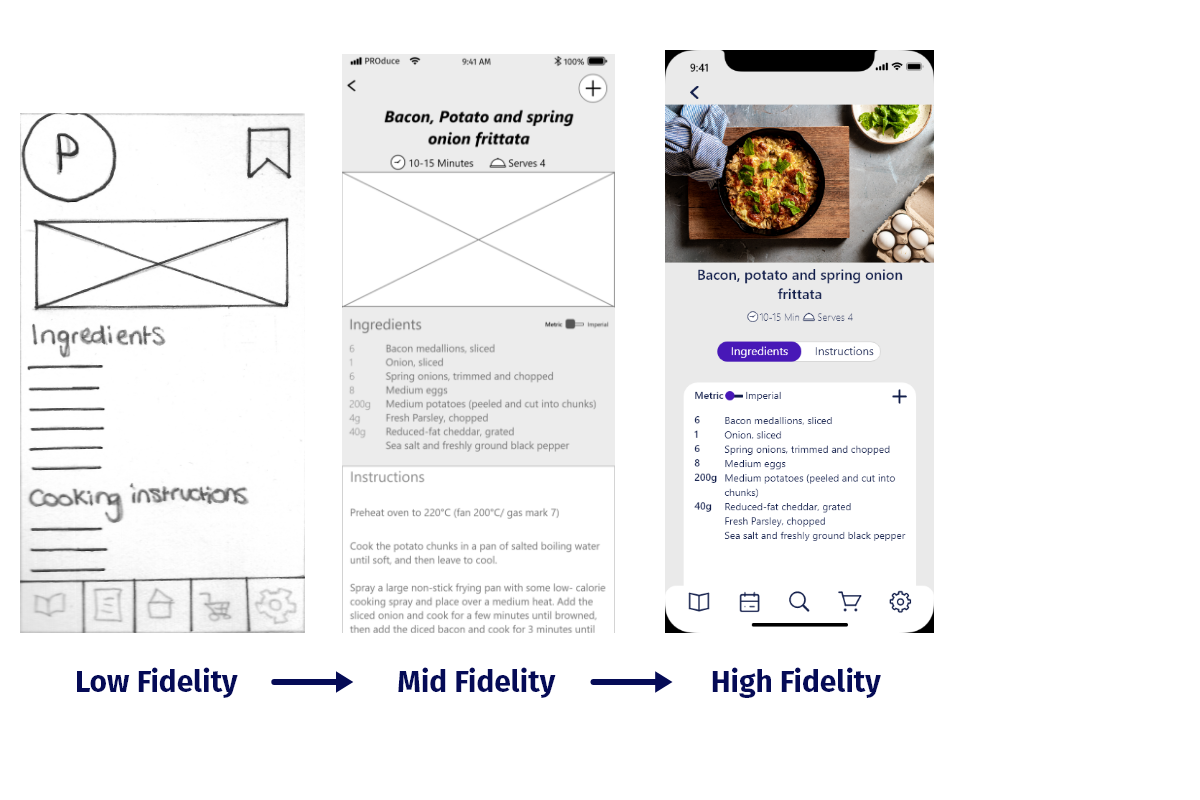 P
Ingredients
Cooking instructions
PROduce 9:41 AM 100%
Bacon, Potato and spring
onion frittata
10-15 Minutes Serves 4
Ingredients Metric Imperial
6 Bacon medallions, sliced
1 Onion, sliced
6 Spring onions, trimmed and chopped
8 Medium eggs
200g Medium potatoes (peeled and cut into chunks)
4g Fresh Parsley, chopped
40g Reduced-fat cheddar, grated
Sea salt and freshly ground black pepper
Instructions
Preheat oven to 220°C (fan 200°C/ gas mark 7)
Cook the potato chunks in a pan of salted boiling water
until soft, and then leave to cool.
Spray a large non-stick frying pan with some low- calorie
cooking spray and place over a medium heat. Add the
sliced onion and cook for a few minutes until browned,
then add the diced bacon and cook for 3 minutes until
9:41
Bacon, potato and spring onion
frittata
10-15 Min Serves 4
Ingredients Instructions
Metric Imperial
6 Bacon medallions, sliced
1 Onion, sliced
6 Spring onions, trimmed and chopped
8 Medium eggs
200g Medium potatoes (peeled and cut into
chunks)
40g Reduced-fat cheddar, grated
Fresh Parsley, chopped
Sea salt and freshly ground black pepper
Low Fidelity Mid Fidelity High Fidelity